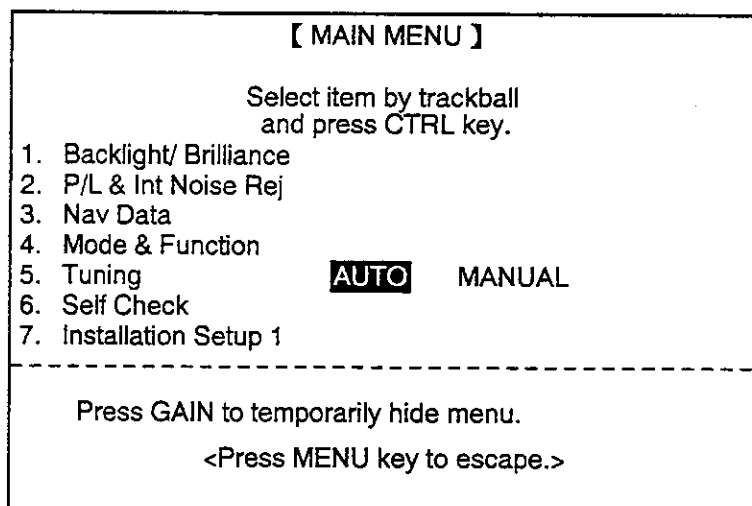 【 MAIN MENU 】
Select item by trackball
and press CTRL key.
1. Backlight/ Brilliance
2. P/L & Int Noise Rej
3. Nav Data
4. Mode & Function
5. Tuning AUTO MANUAL
6. Self Check
7. Installation Setup 1
Press GAIN to temporarily hide menu.
<Press MENU key to escape.>